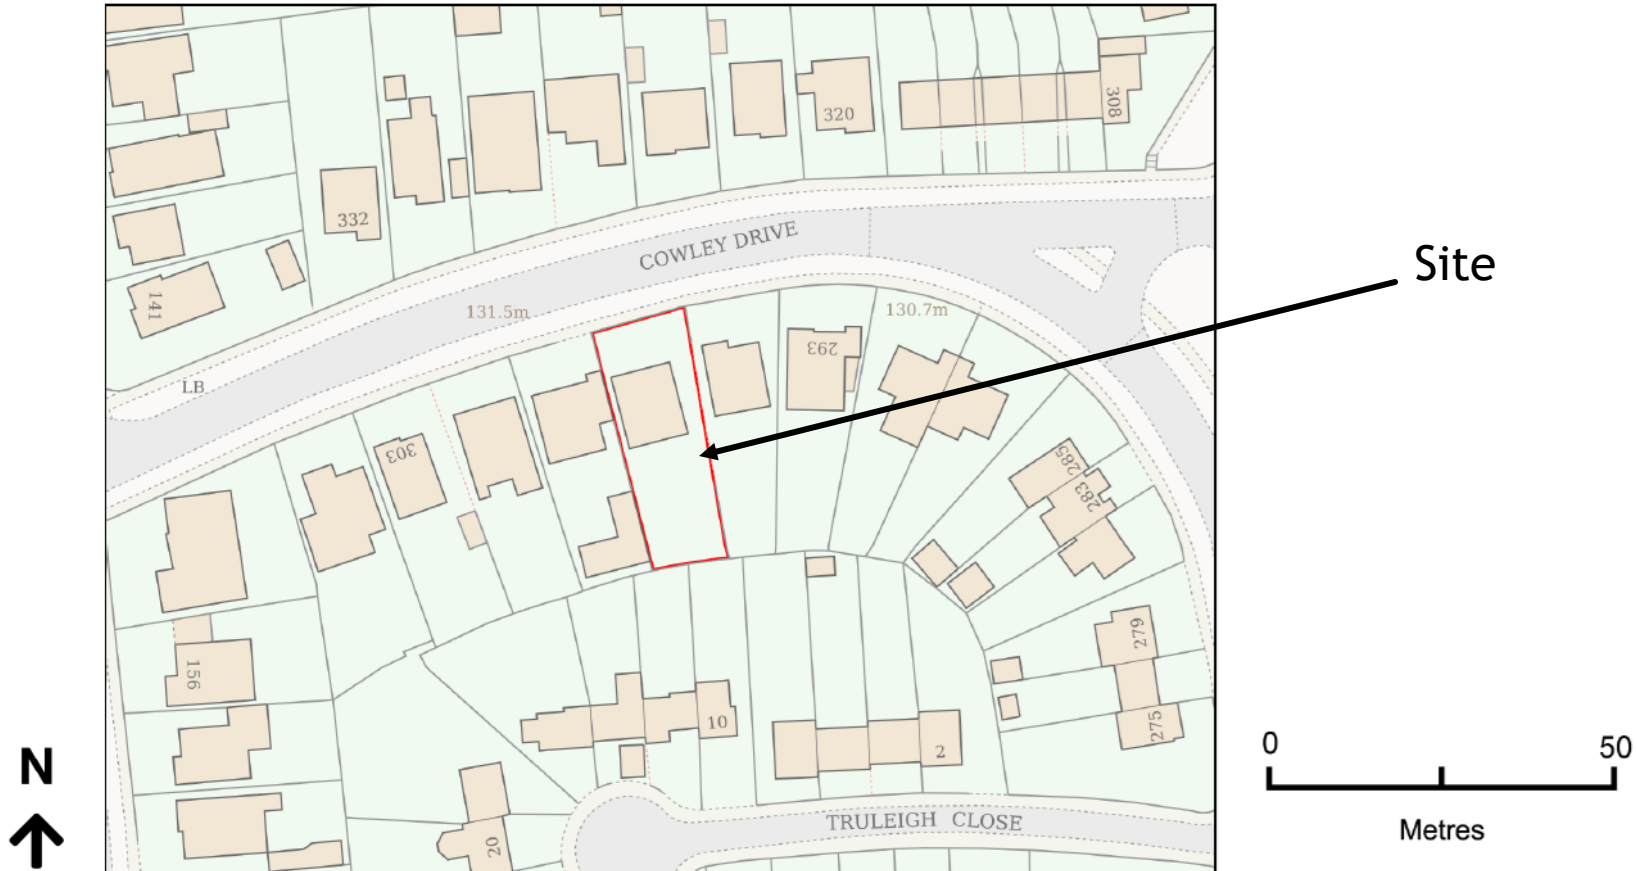 308
320
332
COWLEY DRIVE
Site
141
131.5m
130.7m
293
LB
303
285
283
279
156
275
10
2
0 50
Metres
N
TRULEIGH CLOSE
20